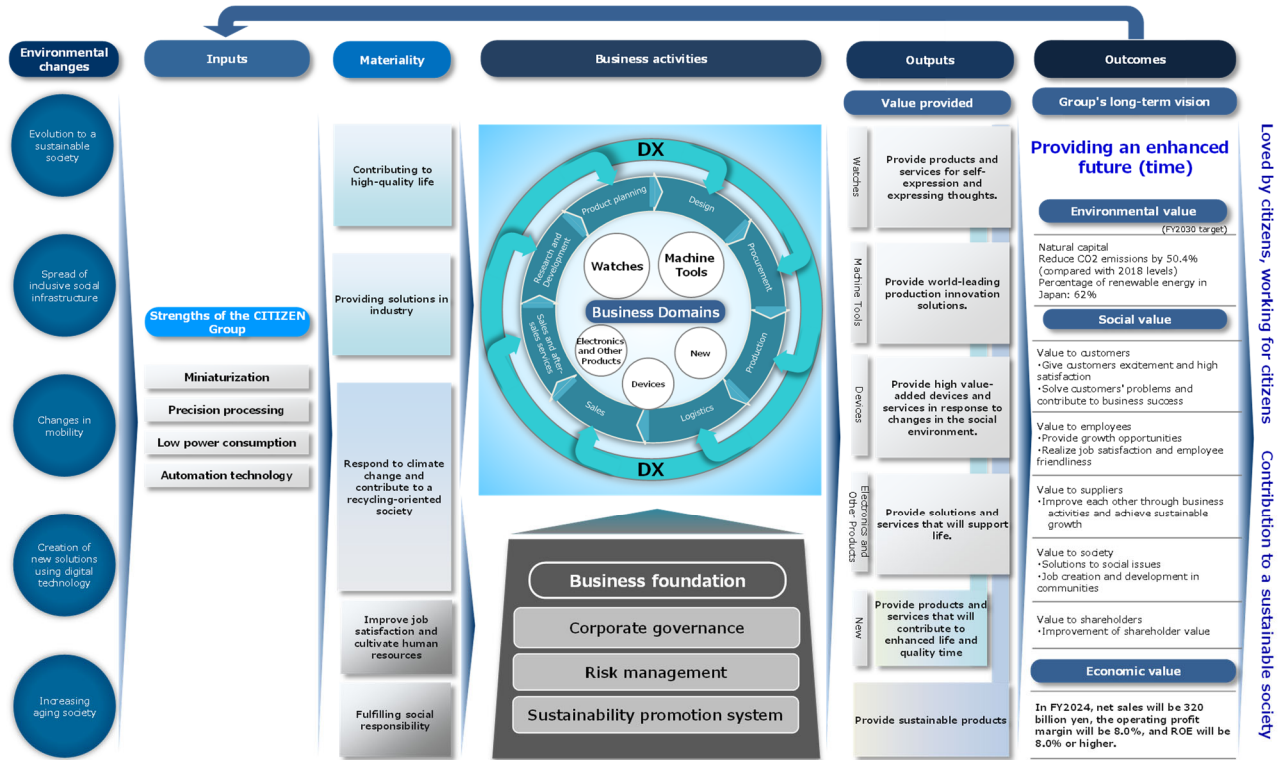 Environmental
changes
Inputs
Materiality
Business activities
Outputs
Outcomes
Value provided
Group's long-term vision
Evolution to a
sustainable
society
Spread of
inclusive social
infrastructure
Changes in
mobility
Creation of
new solutions
using digital
technology
Increasing
aging society
Strengths of the CITIZEN
Group
Miniaturization
Precision processing
Low power consumption
Automation technology
Contributing to
high-quality life
Providing solutions in
industry
Respond to climate
change and
contribute to a
recycling-oriented
society
Improve job
satisfaction and
cultivate human
resources
Fulfilling social
responsibility
DX
Product planning
Design
Procurement
Production
Logistics
Sales
Sales and after-
sales services
Research and
Development
Watches
Machine
Tools
Business Domains
Electronics
and Other
Products
New
Devices
DX
Business foundation
Corporate governance
Risk management
Sustainability promotion system
Watches
Provide products and
services for self-
expression and
expressing thoughts.
Machine Tools
Provide world-leading
production innovation
solutions.
Devices
Provide high value-
added devices and
services in response to
changes in the social
environment.
Electronics and
Other Products
Provide solutions and
services that will support
life.
New
Provide products and
services that will
contribute to
enhanced life and
quality time
Provide sustainable products
Providing an enhanced
future (time)
Environmental value
(FY2030 target)
Natural capital
Reduce CO2 emissions by 50.4%
(compared with 2018 levels)
Percentage of renewable energy in
Japan: 62%
Social value
Value to customers
・Give customers excitement and high
satisfaction
・Solve customers' problems and
contribute to business success
Value to employees
・Provide growth opportunities
・Realize job satisfaction and employee
friendliness
Value to suppliers
・Improve each other through business
activities and achieve sustainable
growth
Value to society
・Solutions to social issues
・Job creation and development in
communities
Value to shareholders
・Improvement of shareholder value
Economic value
In FY2024, net sales will be 320
billion yen, the operating profit
margin will be 8.0%, and ROE will be
8.0% or higher.
Loved by citizens, working for citizens Contribution to a sustainable society